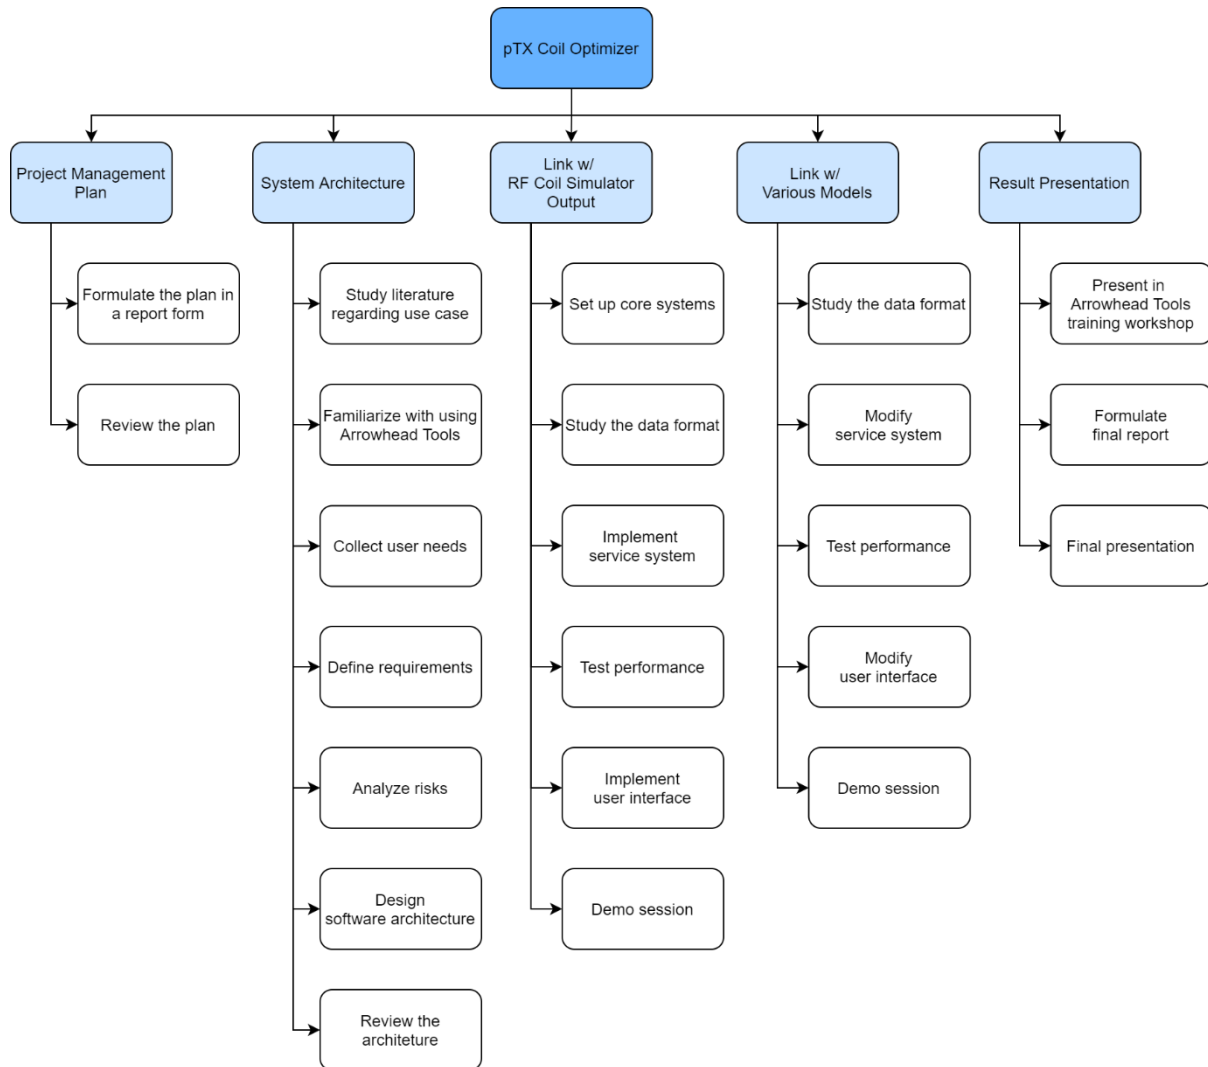 pTX Coil Optimizer
Project Management
Plan
Formulate the plan in
a report form
Review the plan
System Architecture
Study literature
regarding use case
Familiarize with using
Arrowhead Tools
Collect user needs
Define requirements
Analyze risks
Design
software architecture
Review the
architeture
Link w/
RF Coil Simulator
Output
Set up core systems
Study the data format
Implement
service system
Test performance
Implement
user interface
Demo session
Link w/
Various Models
Study the data format
Modify
service system
Test performance
Modify
user interface
Demo session
Result Presentation
Present in
Arrowhead Tools
training workshop
Formulate
final report
Final presentation